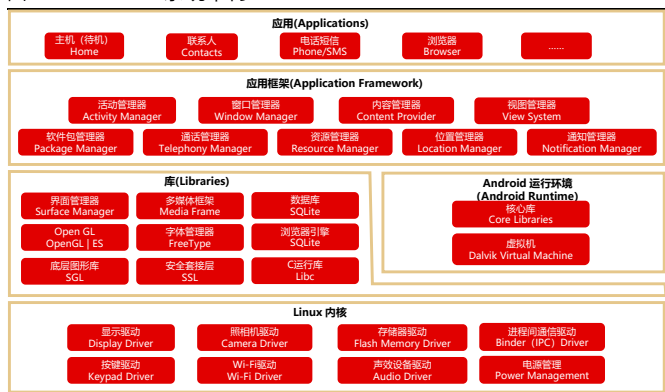 应用(Applications)
主机 (待机)
Home
联系人
Contacts
电话短信
Phone/SMS
浏览器
Browser
......
应用框架(Application Framework)
活动管理器
Activity Manager
窗口管理器
Window Manager
内容管理器
Content Provider
视图管理器
View System
软件包管理器
Package Manager
通话管理器
Telephony Manager
资源管理器
Resource Manager
位置管理器
Location Manager
通知管理器
Notification Manager
库(Libraries)
界面管理器
Surface Manager
多媒体框架
Media Frame
数据库
SQLite
Open GL
OpenGL | ES
字体管理器
FreeType
浏览器引擎
SQLite
底层图形库
SGL
安全套接层
SSL
C运行库
Libc
Android 运行环境
(Android Runtime)
核心库
Core Libraries
虚拟机
Dalvik Virtual Machine
Linux 内核
显示驱动
Display Driver
照相机驱动
Camera Driver
存储器驱动
Flash Memory Driver
进程间通信驱动
Binder（IPC）Driver
按键驱动
Keypad Driver
Wi-Fi驱动
Wi-Fi Driver
声效设备驱动
Audio Driver
电源管理
Power Management